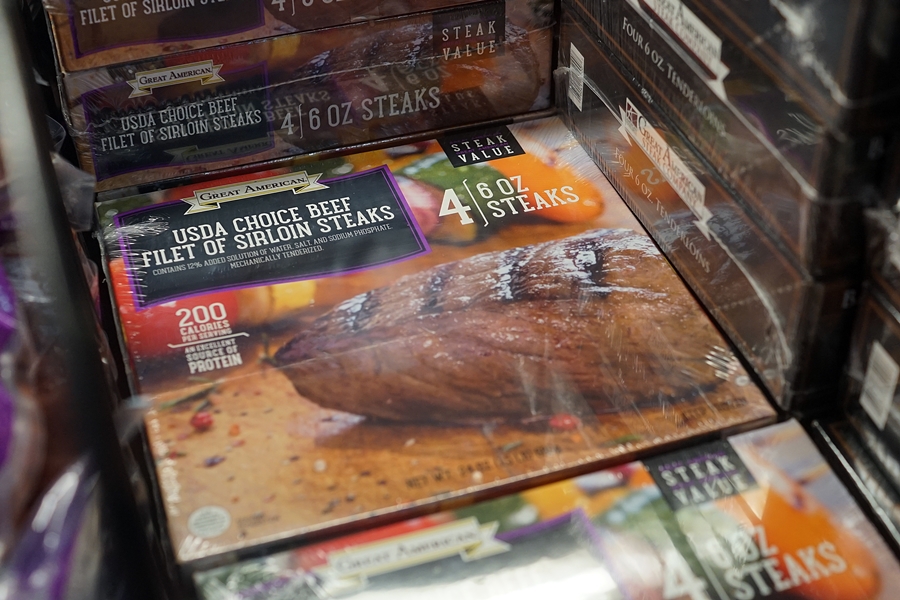 FILET OF SIRLOIN STEAKS
STEAK
VALUE
GREAT AMERICAN
USDA CHOICE BEEF
FILET OF SIRLOIN STEAKS
4 6 OZ STEAKS
FOUR 6 OZ TENDERLOINS
STEAK
VALUE
GREAT AMERICAN
USDA CHOICE BEEF
FILET OF SIRLOIN STEAKS
CONTAINS 12% ADDED SOLUTION OF WATER, SALT, AND SODIUM PHOSPHATE.
MECHANICALLY TENDERIZED.
4 6 OZ
STEAKS
200
CALORIES
PER SERVING
AN EXCELLENT
SOURCE OF
PROTEIN
STEAK
VALUE
GREAT AMERICAN
4 6 OZ
STEAKS